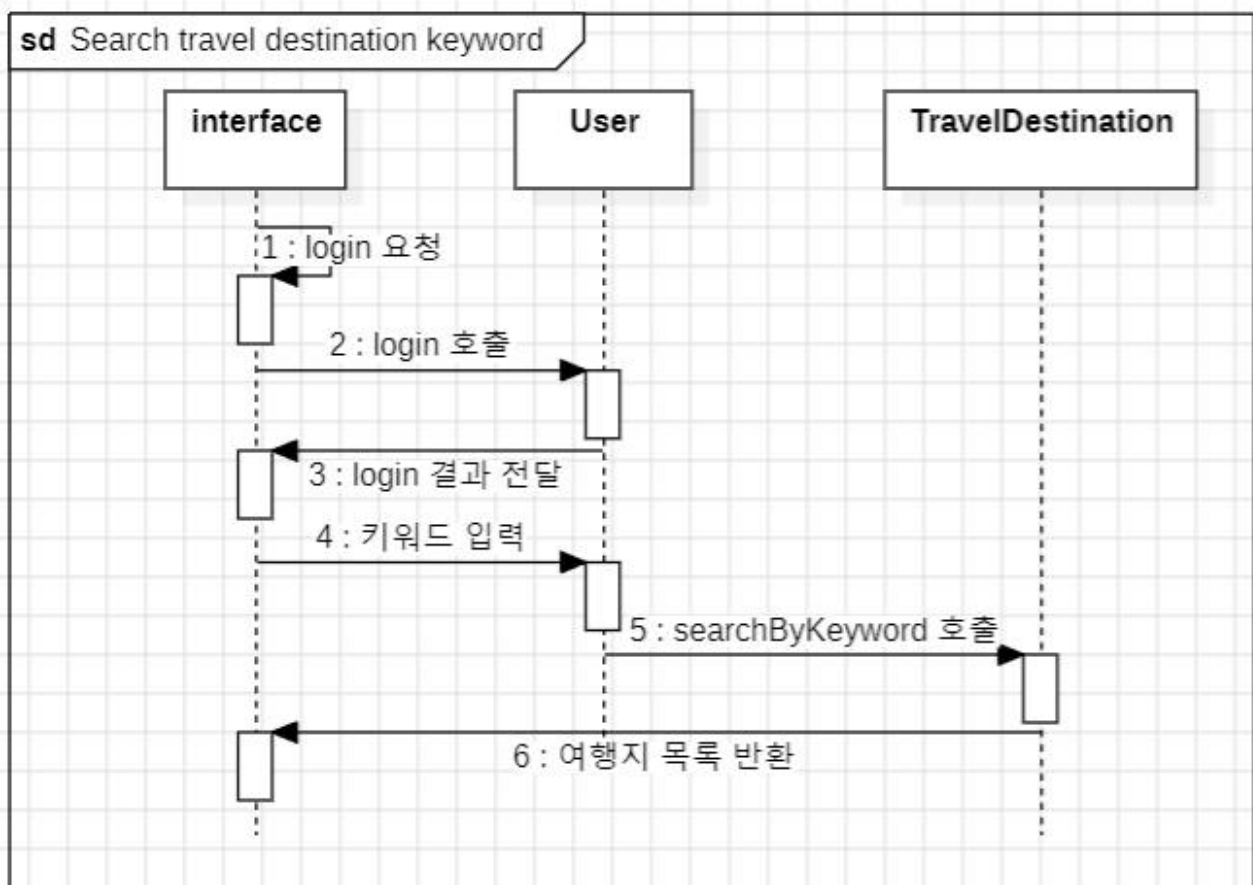 sd Search travel destination keyword
interface
User
TravelDestination
1 : login 요청
2 : login 호출
3 : login 결과 전달
4 : 키워드 입력
5 : searchByKeyword 호출
6 : 여행지 목록 반환